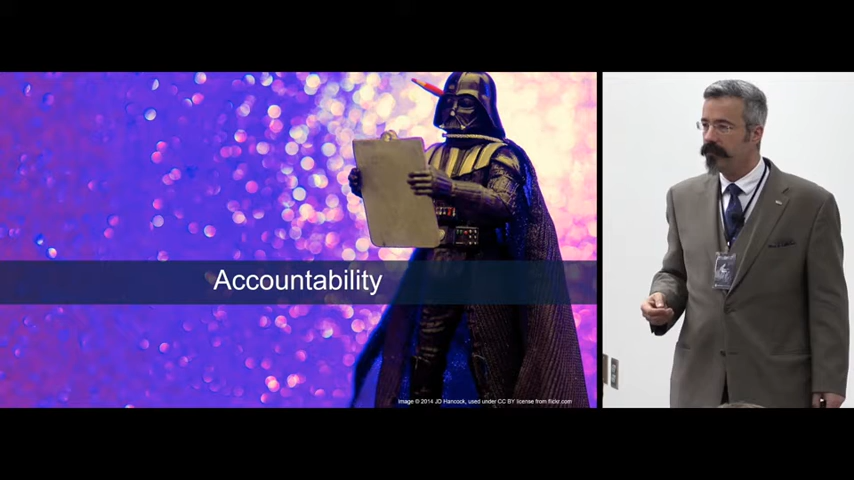 Accountability
image © 2014 JD Hancock, used under CC BY license from flickr.com